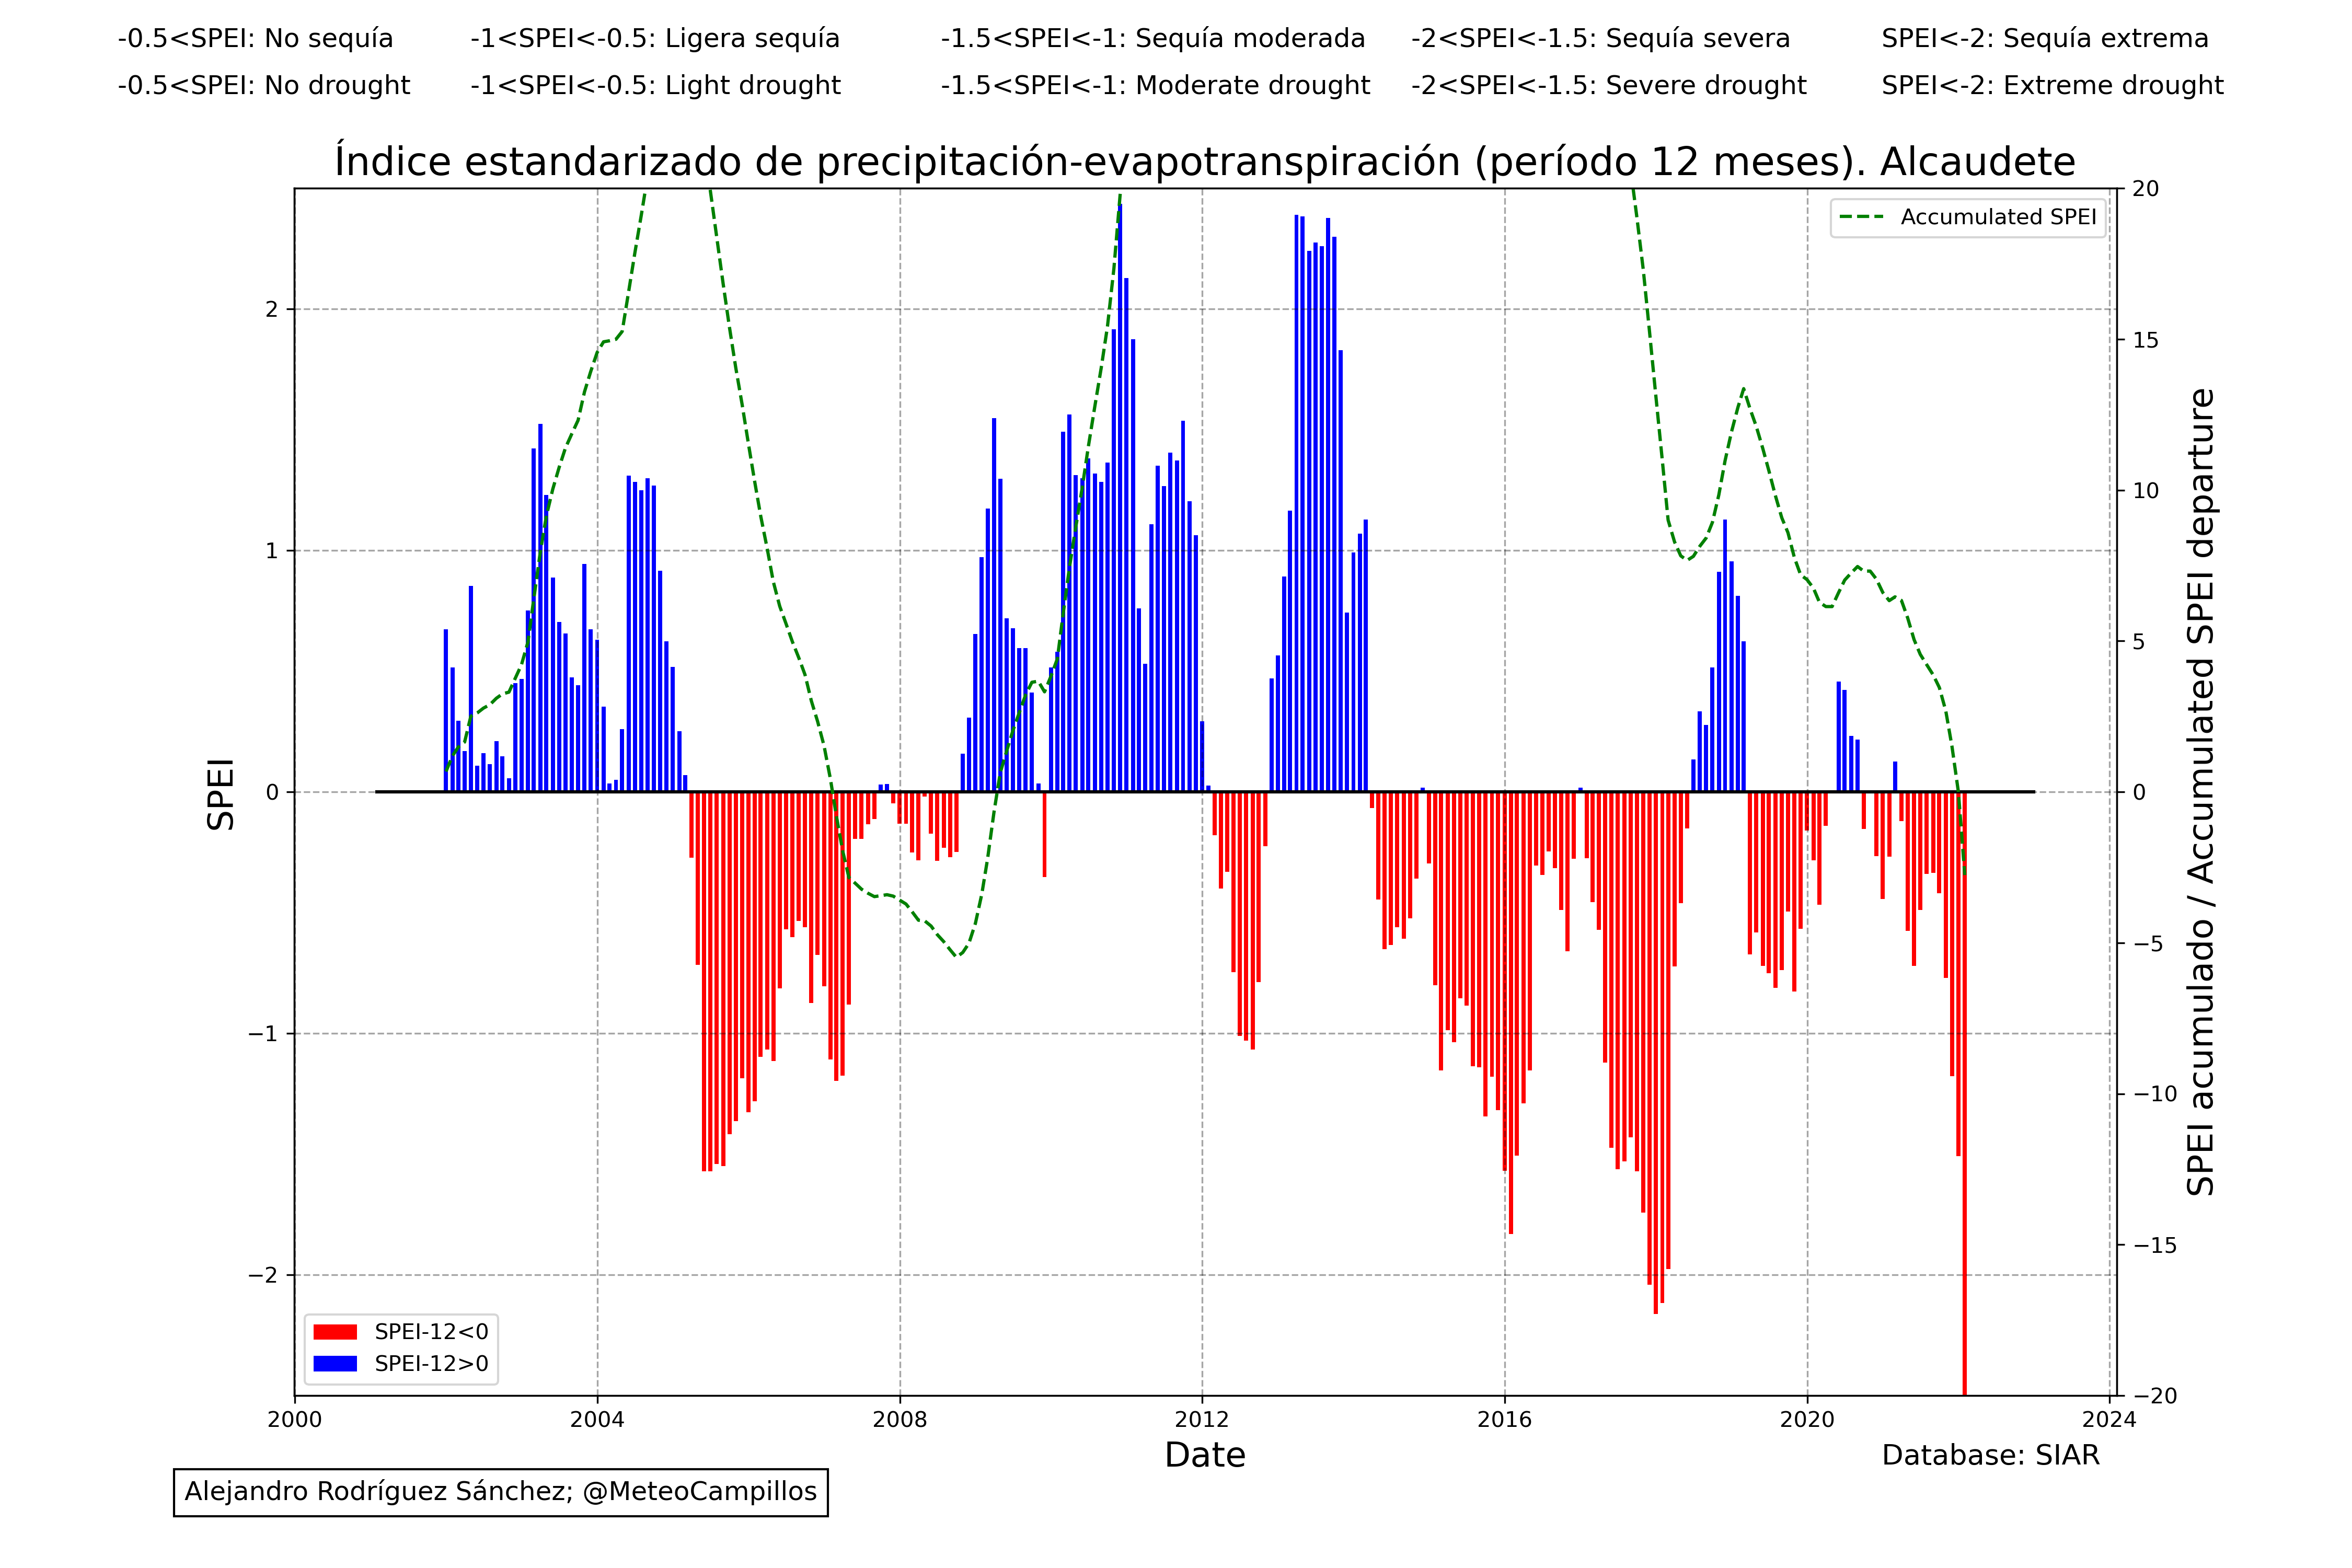 -0.5<SPEI: No sequía -1<SPEI<-0.5: Ligera sequía -1.5<SPEI<-1: Sequía moderada -2<SPEI<-1.5: Sequía severa SPEI<-2: Sequía extrema
-0.5<SPEI: No drought -1<SPEI<-0.5: Light drought -1.5<SPEI<-1: Moderate drought -2<SPEI<-1.5: Severe drought SPEI<-2: Extreme drought
Índice estandarizado de precipitación-evapotranspiración (período 12 meses). Alcaudete
Accumulated SPEI
SPEI
2
1
0
−1
−2
20
15
10
5
0
−5
−10
−15
−20
SPEI acumulado / Accumulated SPEI departure
SPEI-12<0
SPEI-12>0
2000 2004 2008 2012 2016 2020 2024
Date
Database: SIAR
Alejandro Rodríguez Sánchez; @MeteoCampillos